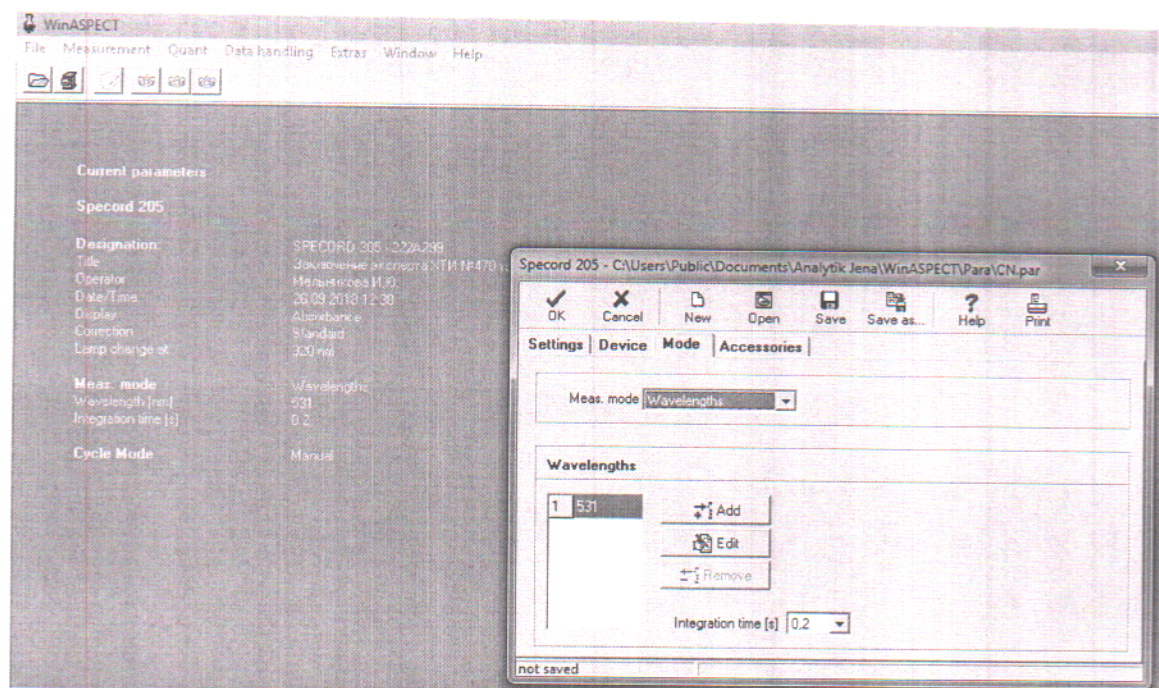 WinASPECT
File Measurement Quant Data handling Extras Window Help
Current parameters
Specord 205
Designation: SPECORD 205 - 222A299
Title Заключение эксперта NТИ №470
Operator Мельникова И.Ю.
Date/Time 26.09.2018 12:38
Display Absorbance
Correction Standard
Lamp change at 320 nm
Meas. mode Wavelengths
Wavelength [nm] 531
Integration time [s] 0,2
Cycle Mode Manual
Specord 205 - C:\Users\Public\Documents\Analytik Jena\WinASPECT\Para\CN.par
OK Cancel New Open Save Save as... Help Print
Settings Device Mode Accessories
Meas. mode Wavelengths
Wavelengths
1 531
Add
Edit
Remove
Integration time [s] 0,2
not saved